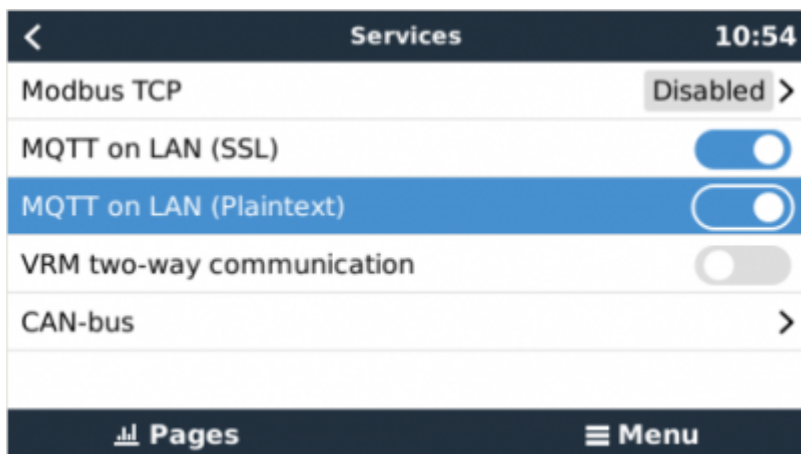 Services 10:54
Modbus TCP Disabled
MQTT on LAN (SSL)
MQTT on LAN (Plaintext)
VRM two-way communication
CAN-bus
Pages Menu